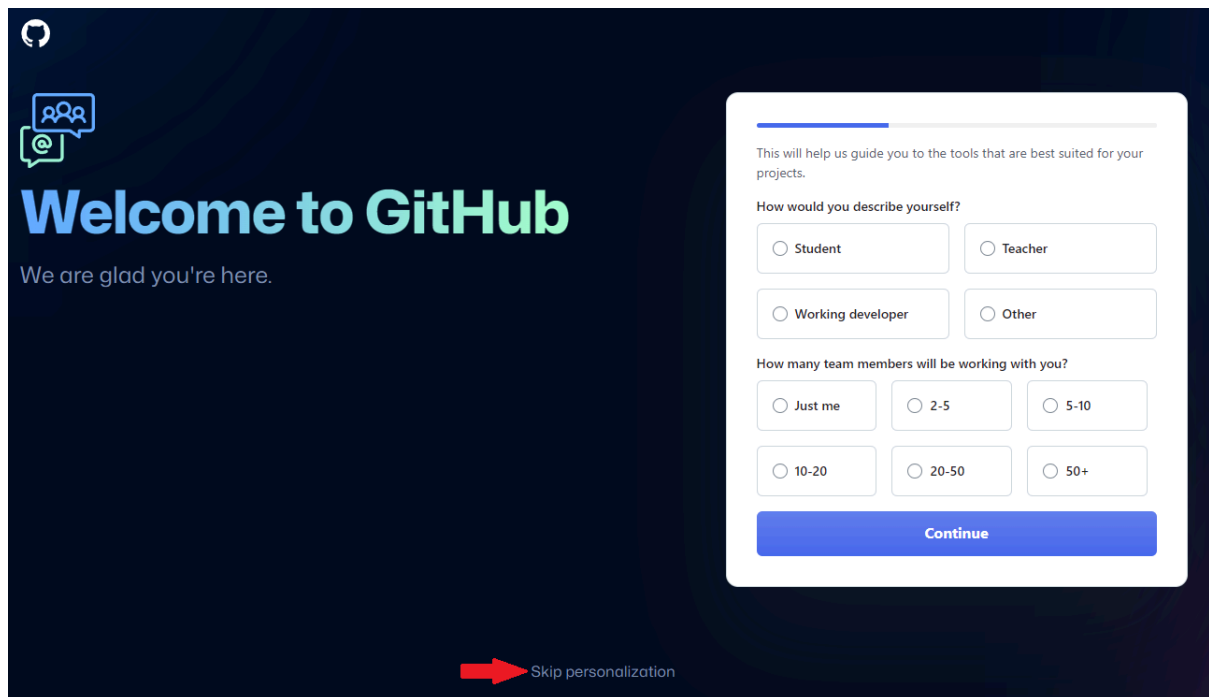 @
Welcome to GitHub
We are glad you're here.
This will help us guide you to the tools that are best suited for your
projects.
How would you describe yourself?
Student
Teacher
Working developer
Other
How many team members will be working with you?
Just me
2-5
5-10
10-20
20-50
50+
Continue
Skip personalization